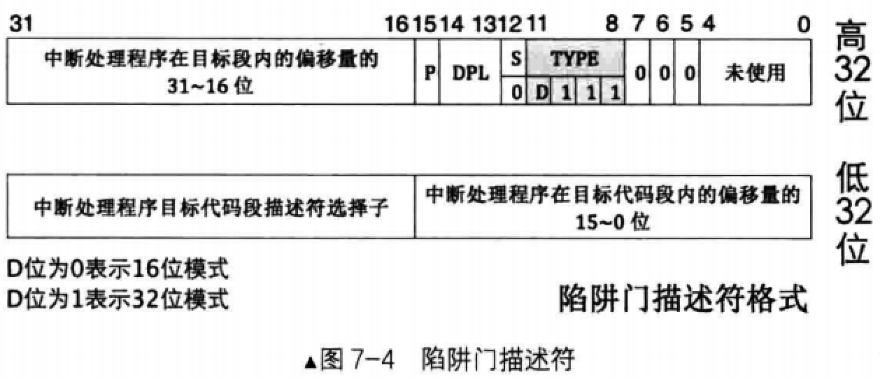 31 16 15 14 13 12 11 8 7 6 5 4 0
中断处理程序在目标段内的偏移量的
31~16 位
P
DPL
S
TYPE
0 D 1 1 1
0 0 0
未使用
高32位
中断处理程序目标代码段描述符选择子
中断处理程序在目标代码段内的偏移量的
15~0 位
低32位
D位为0表示16位模式
D位为1表示32位模式
陷阱门描述符格式
▲图 7-4 陷阱门描述符